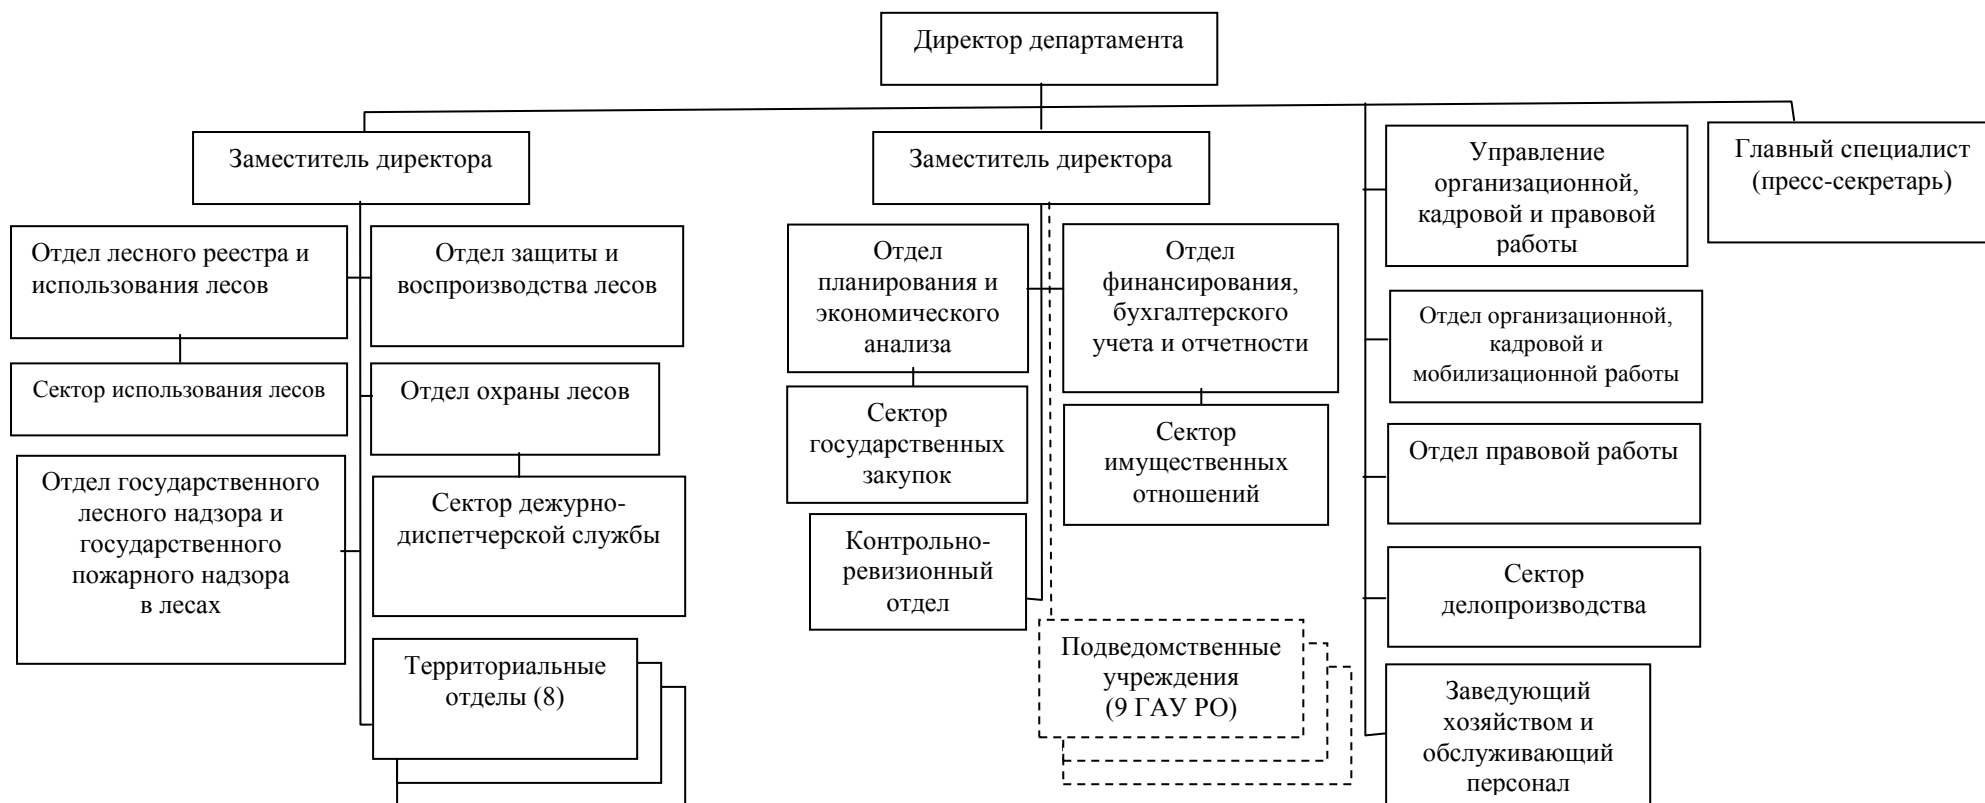 Директор департамента
Заместитель директора
Заместитель директора
Управление
организационной,
кадровой и правовой
работы
Главный специалист
(пресс-секретарь)
Отдел лесного реестра и
использования лесов
Отдел защиты и
воспроизводства лесов
Отдел
планирования и
экономического
анализа
Отдел
финансирования,
бухгалтерского
учета и отчетности
Отдел организационной,
кадровой и
мобилизационной работы
Сектор использования лесов
Отдел охраны лесов
Сектор
государственных
закупок
Сектор
имущественных
отношений
Отдел правовой работы
Отдел государственного
лесного надзора и
государственного
пожарного надзора
в лесах
Сектор дежурно-
диспетчерской службы
Контрольно-
ревизионный
отдел
Сектор
делопроизводства
Территориальные
отделы (8)
Подведомственные
учреждения
(9 ГАУ РО)
Заведующий
хозяйством и
обслуживающий
персонал